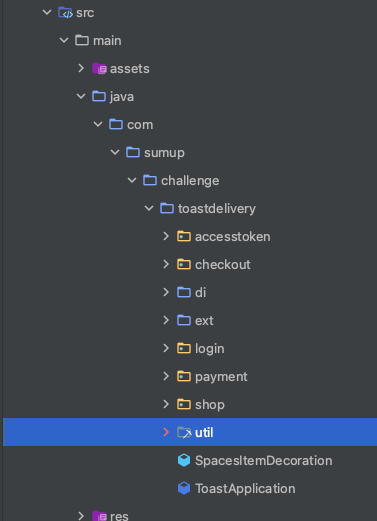 src
main
assets
java
com
sumup
challenge
toastdelivery
accesstoken
checkout
di
ext
login
payment
shop
util
SpacesItemDecoration
ToastApplication
res